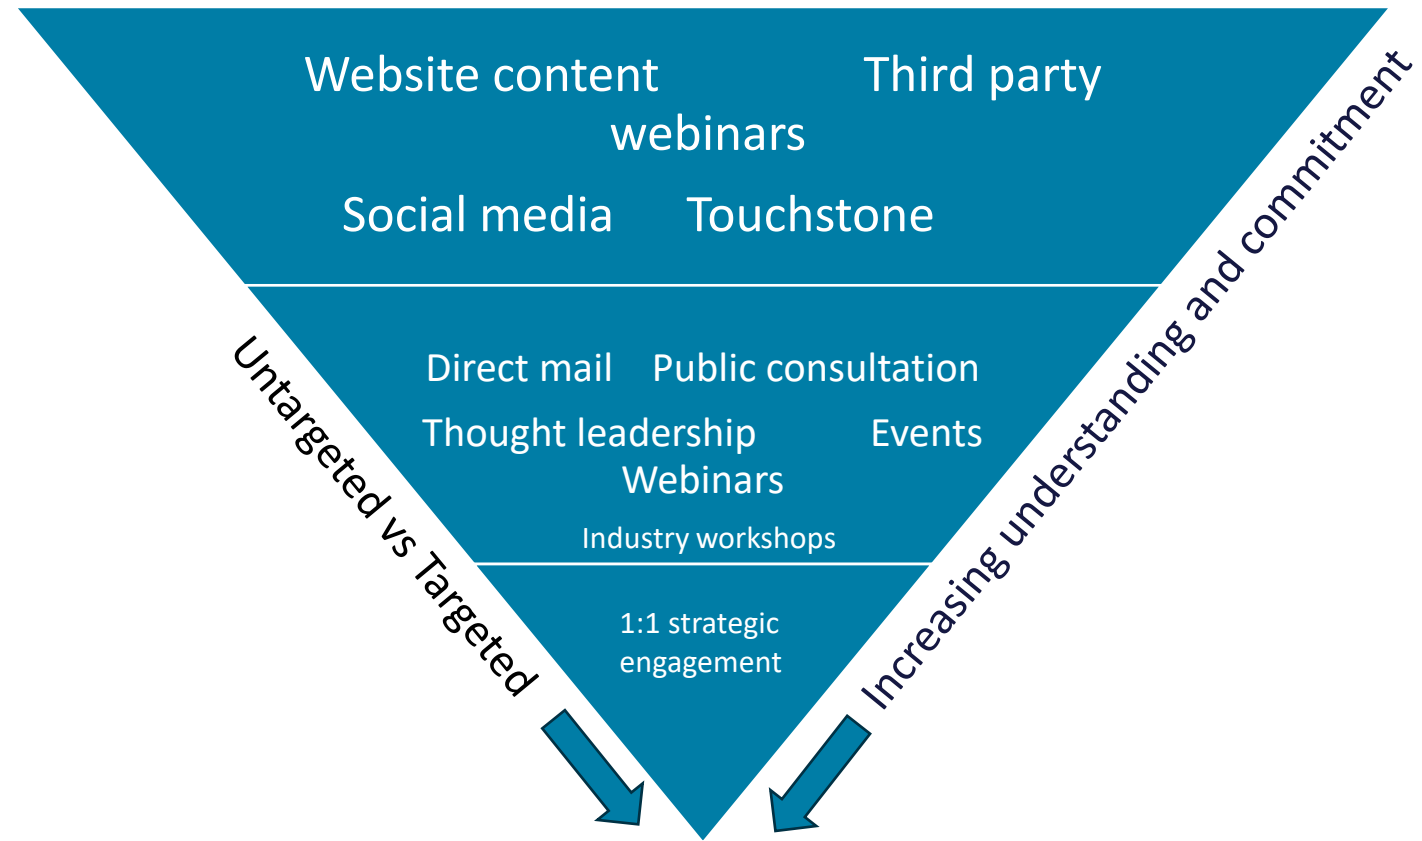 Website content Third party
webinars
Social media Touchstone
Direct mail Public consultation
Thought leadership Events
Webinars
Industry workshops
1:1 strategic
engagement
Untargeted vs Targeted
Increasing understanding and commitment